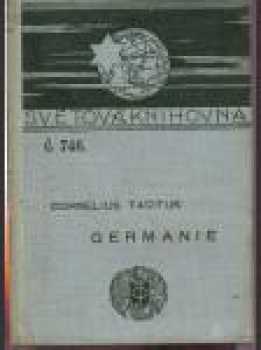 SVĚTOVÁ KNIHOVNA
č. 746.
CORNELIUS TACITUS:
GERMANIE